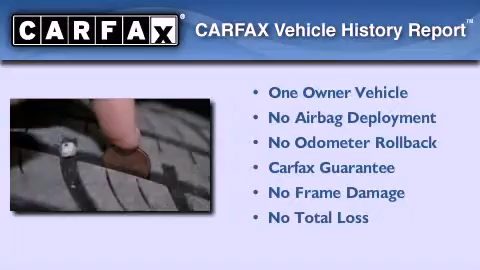 CARFAX® CARFAX Vehicle History Report™
• One Owner Vehicle
• No Airbag Deployment
• No Odometer Rollback
• Carfax Guarantee
• No Frame Damage
• No Total Loss